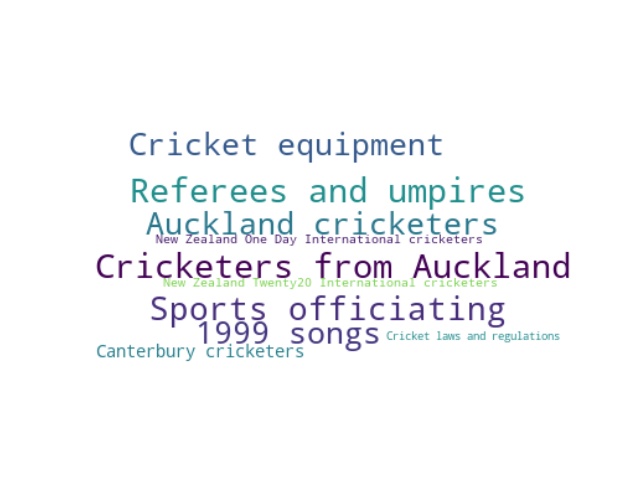 Cricket equipment
Referees and umpires
Auckland cricketers
New Zealand One Day International cricketers
Cricketers from Auckland
New Zealand Twenty20 International cricketers
Sports officiating
1999 songs
Cricket laws and regulations
Canterbury cricketers